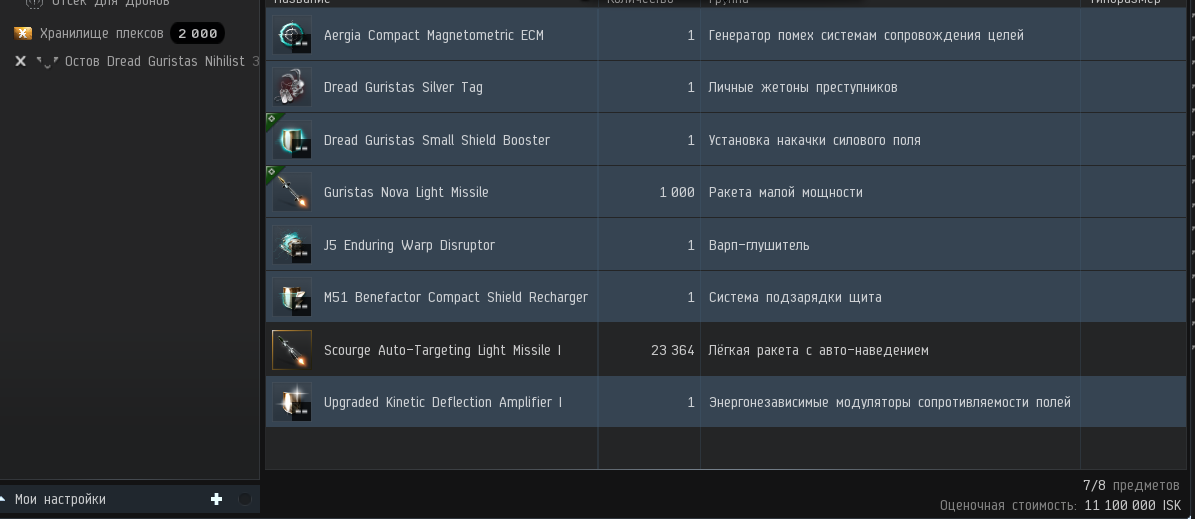 Отсек для дронов
Хранилище плексов 2 000
Остов Dread Guristas Nihilist 3
Название Количество Группа Типоразмер
Aergia Compact Magnetometric ECM 1 Генератор помех системам сопровождения целей
Dread Guristas Silver Tag 1 Личные жетоны преступников
Dread Guristas Small Shield Booster 1 Установка накачки силового поля
Guristas Nova Light Missile 1 000 Ракета малой мощности
J5 Enduring Warp Disruptor 1 Варп-глушитель
M51 Benefactor Compact Shield Recharger 1 Система подзарядки щита
Scourge Auto-Targeting Light Missile I 23 364 Лёгкая ракета с авто-наведением
Upgraded Kinetic Deflection Amplifier I 1 Энергонезависимые модуляторы сопротивляемости полей
7/8 предметов
Мои настройки
Оценочная стоимость: 11 100 000 ISK